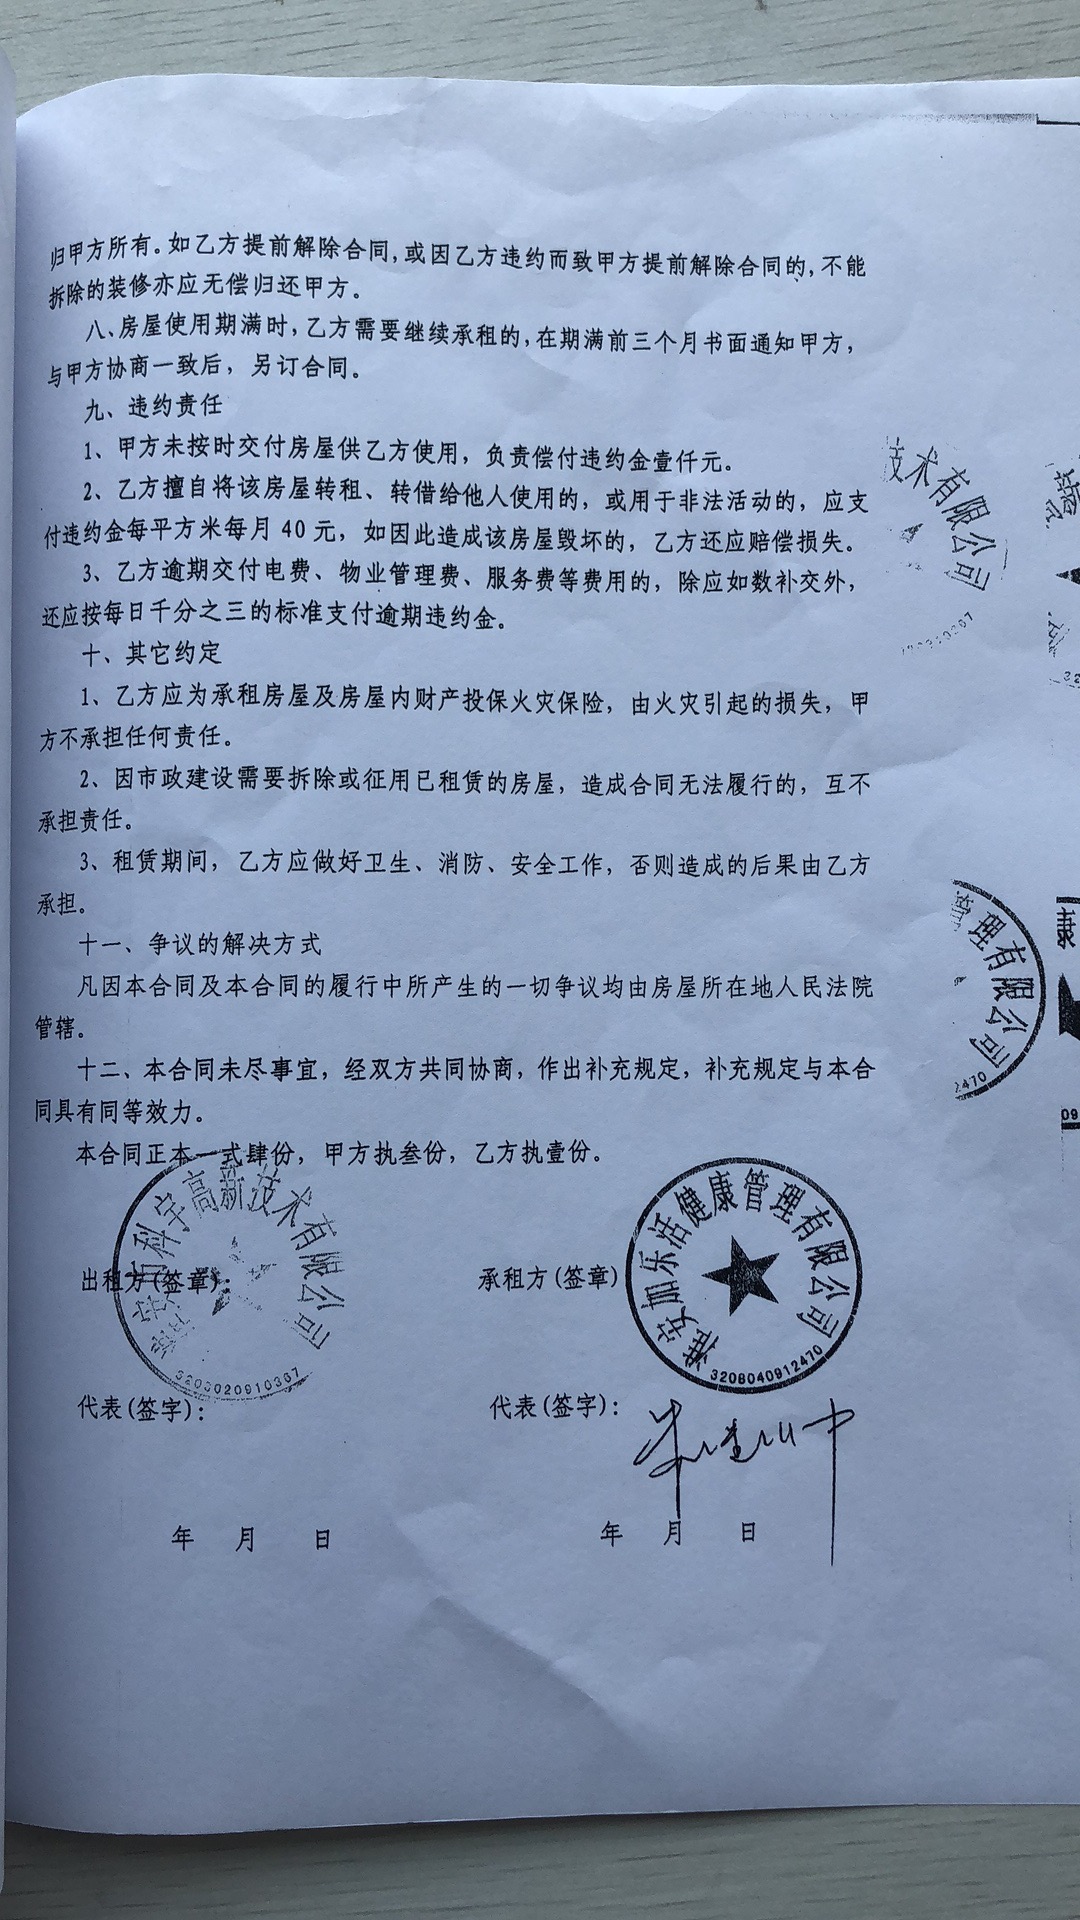 归甲方所有。如乙方提前解除合同,或因乙方违约而致甲方提前解除合同的,不能
拆除的装修亦应无偿归还甲方。
八、房屋使用期满时,乙方需要继续承租的,在期满前三个月书面通知甲方,
与甲方协商一致后,另订合同。
九、违约责任
1、甲方未按时交付房屋供乙方使用,负责偿付违约金壹仟元。
2、乙方擅自将该房屋转租、转借给他人使用的,或用于非法活动的,应支
付违约金每平方米每月40元,如因此造成该房屋毁坏的,乙方还应赔偿损失。
3、乙方逾期交付电费、物业管理费、服务费等费用的,除应如数补交外,
还应按每日千分之三的标准支付逾期违约金。
十、其它约定
1、乙方应为承租房屋及房屋内财产投保火灾保险,由火灾引起的损失,甲
方不承担任何责任。
2、因市政建设需要拆除或征用已租赁的房屋,造成合同无法履行的,互不
承担责任。
3、租赁期间,乙方应做好卫生、消防、安全工作,否则造成的后果由乙方
承担。
十一、争议的解决方式
凡因本合同及本合同的履行中所产生的一切争议均由房屋所在地人民法院
管辖。
十二、本合同未尽事宜,经双方共同协商,作出补充规定,补充规定与本合
同具有同等效力。
本合同正本一式肆份,甲方执叁份,乙方执壹份。
出租方(签章):
科宇高新技术有限公司
承租方(签章)
淮安加乐活健康管理有限公司
3208040912470
代表(签字):
代表(签字):
年 月 日
年 月 日
技术有限公司
管理有限公司
2470
康
09